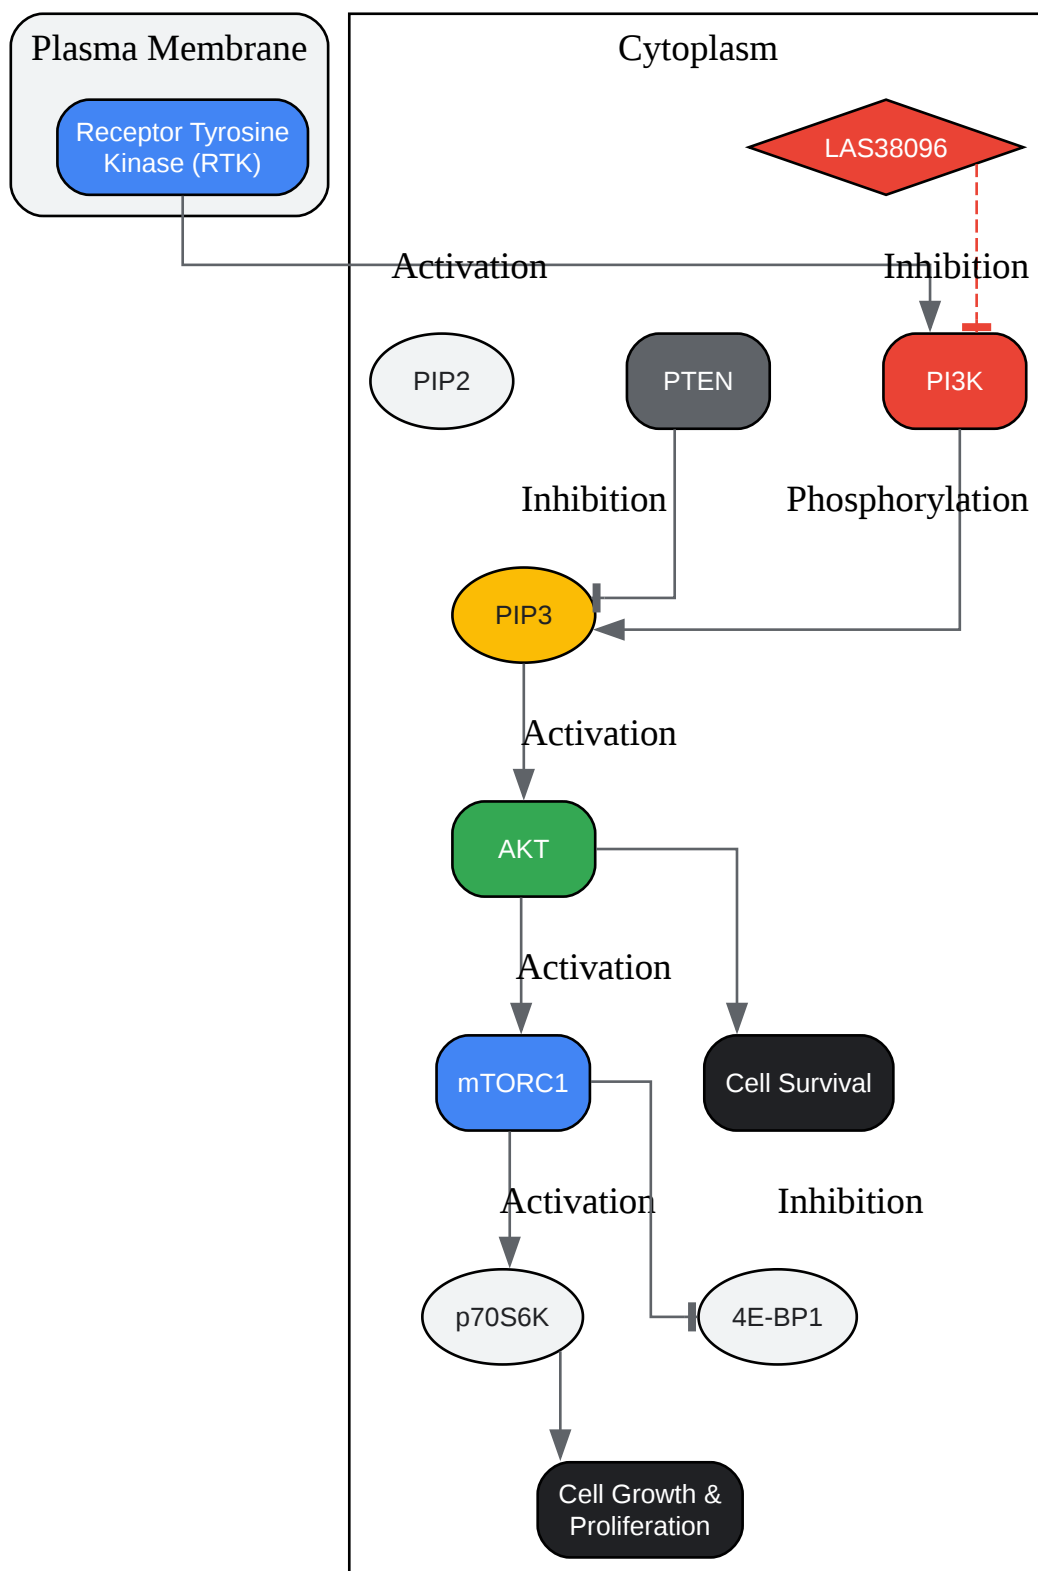 Plasma Membrane
Cytoplasm
Receptor Tyrosine
Kinase (RTK)
LAS38096
Activation
Inhibition
PIP2
PTEN
PI3K
Inhibition
Phosphorylation
PIP3
Activation
AKT
Activation
mTORC1
Cell Survival
Activation
Inhibition
p70S6K
4E-BP1
Cell Growth &
Proliferation